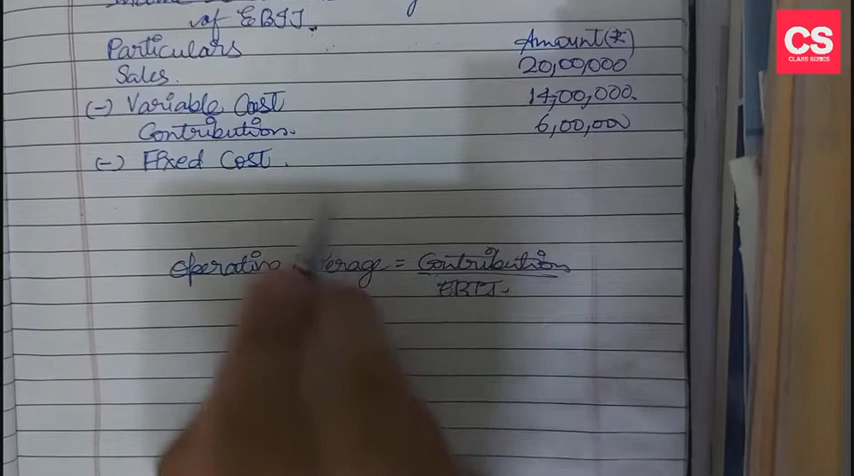 of EBIT.
Particulars Amount(₹)
Sales. 20,00,000
(-) Variable Cost 14,00,000.
Contribution. 6,00,000
(-) Fixed Cost.
= Contribution
EBIT.
CS
CLASS SERIES